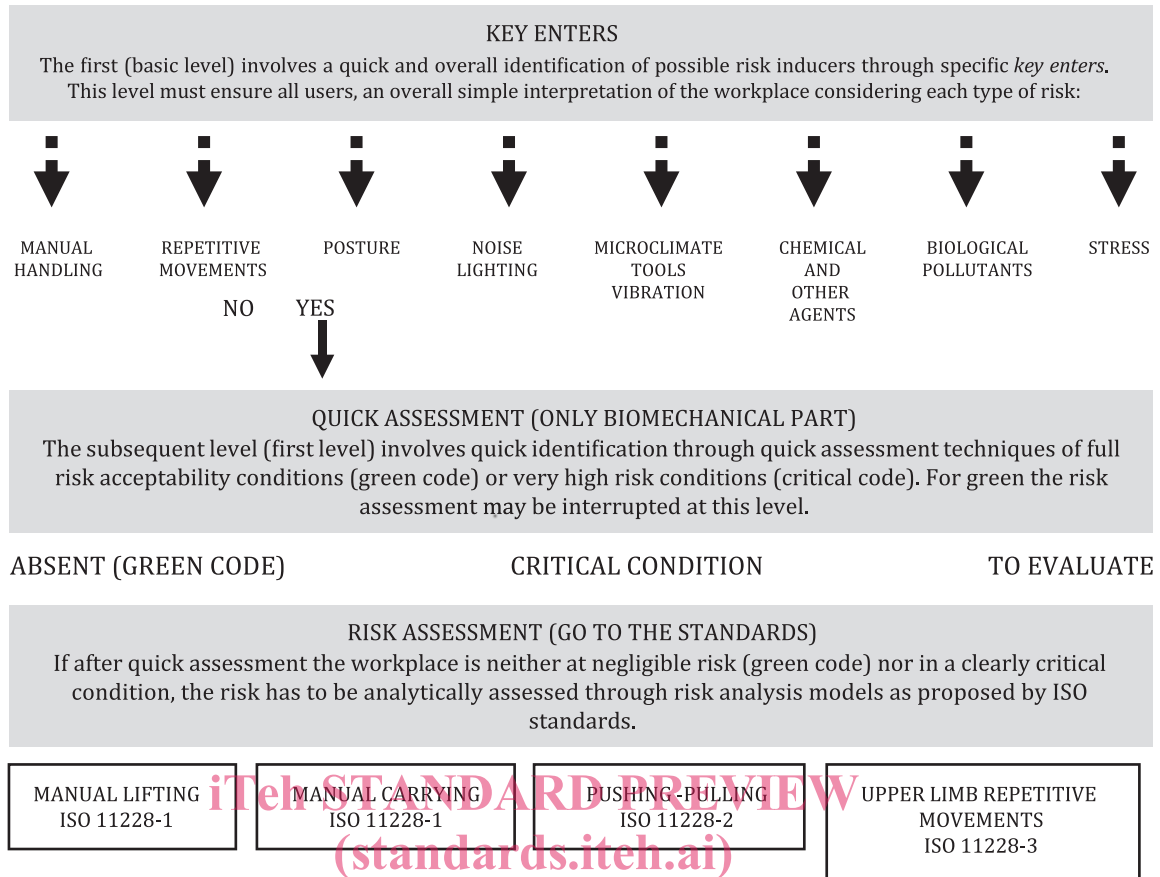 KEY ENTERS
The first (basic level) involves a quick and overall identification of possible risk inducers through specific key enters.
This level must ensure all users, an overall simple interpretation of the workplace considering each type of risk:
MANUAL
HANDLING
REPETITIVE
MOVEMENTS
POSTURE
NOISE
LIGHTING
MICROCLIMATE
TOOLS
VIBRATION
CHEMICAL
AND
OTHER
AGENTS
BIOLOGICAL
POLLUTANTS
STRESS
NO YES
QUICK ASSESSMENT (ONLY BIOMECHANICAL PART)
The subsequent level (first level) involves quick identification through quick assessment techniques of full
risk acceptability conditions (green code) or very high risk conditions (critical code). For green the risk
assessment may be interrupted at this level.
ABSENT (GREEN CODE) CRITICAL CONDITION TO EVALUATE
RISK ASSESSMENT (GO TO THE STANDARDS)
If after quick assessment the workplace is neither at negligible risk (green code) nor in a clearly critical
condition, the risk has to be analytically assessed through risk analysis models as proposed by ISO
standards.
MANUAL LIFTING
ISO 11228-1
MANUAL CARRYING
ISO 11228-1
PUSHING -PULLING
ISO 11228-2
UPPER LIMB REPETITIVE
MOVEMENTS
ISO 11228-3
iTeh STANDARD PREVIEW
(standards.iteh.ai)